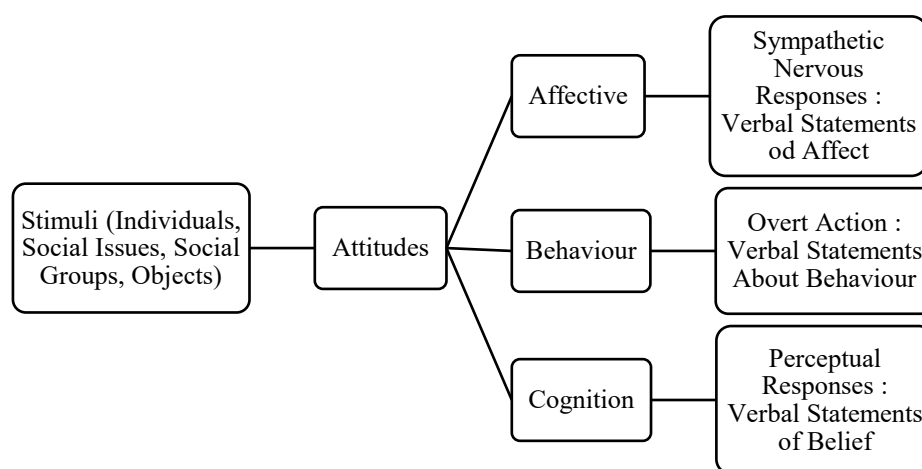 Stimuli (Individuals,
Social Issues, Social
Groups, Objects)
Attitudes
Affective
Sympathetic
Nervous
Responses :
Verbal Statements
od Affect
Behaviour
Overt Action :
Verbal Statements
About Behaviour
Cognition
Perceptual
Responses :
Verbal Statements
of Belief